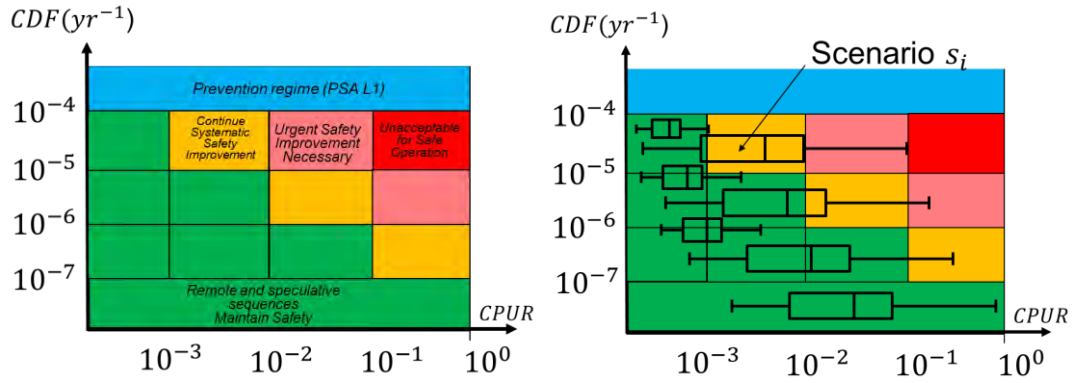 CDF(yr⁻¹)
Prevention regime (PSA L1)
10⁻⁴
Continue
Systematic
Safety
Improvement
Urgent Safety
Improvement
Necessary
Unacceptable
for Safe
Operation
10⁻⁵
10⁻⁶
10⁻⁷
Remote and speculative
sequences
Maintain Safety
CPUR
10⁻³ 10⁻² 10⁻¹ 10⁰
CDF(yr⁻¹)
Scenario sᵢ
10⁻⁴
10⁻⁵
10⁻⁶
10⁻⁷
CPUR
10⁻³ 10⁻² 10⁻¹ 10⁰